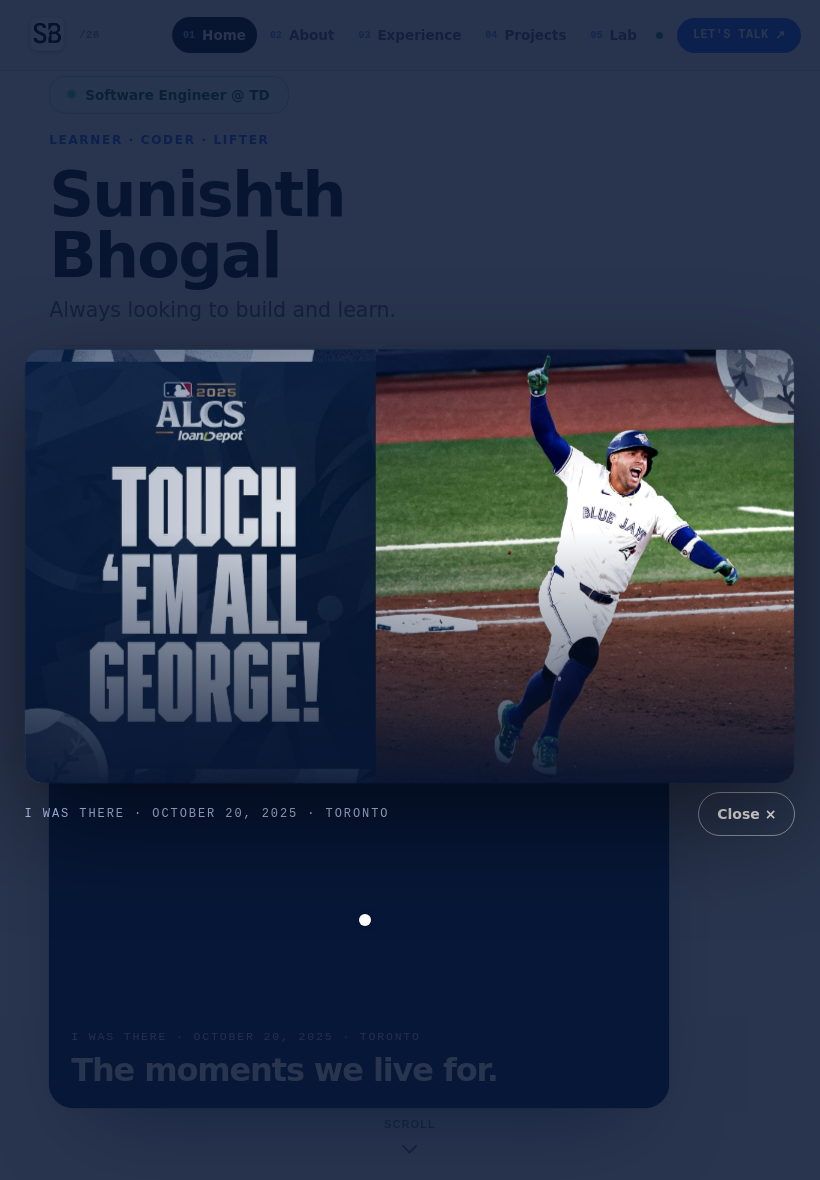 SB
/26
01 Home
02 About
03 Experience
04 Projects
05 Lab
LET'S TALK ↗
Software Engineer @ TD
LEARNER · CODER · LIFTER
Sunishth
Bhogal
Always looking to build and learn.
2025
ALCS
loanDepot
TOUCH
‘EM ALL
GEORGE!
BLUE JAYS
I WAS THERE · OCTOBER 20, 2025 · TORONTO
Close ×
I WAS THERE · OCTOBER 20, 2025 · TORONTO
The moments we live for.
SCROLL